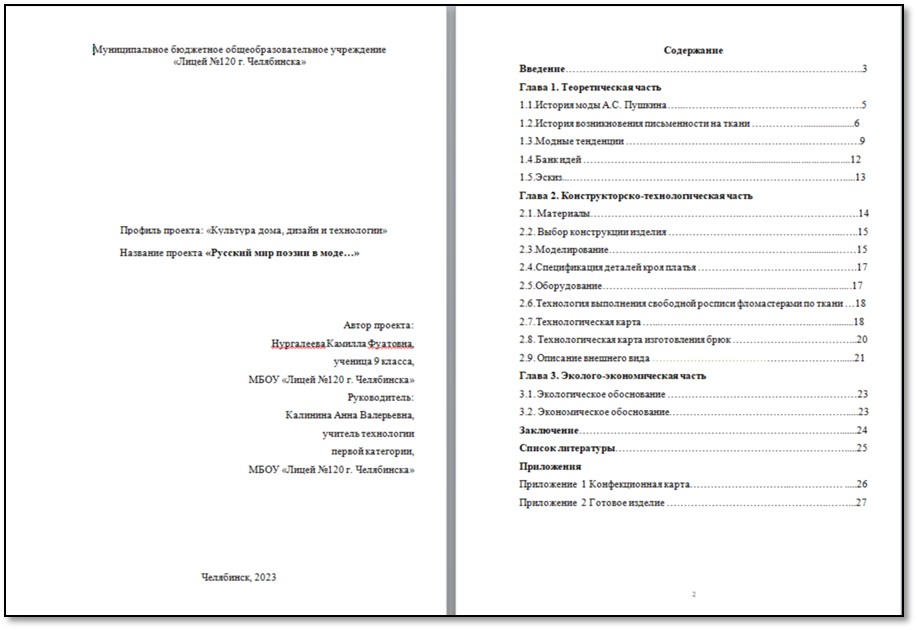 Муниципальное бюджетное общеобразовательное учреждение
«Лицей №120 г. Челябинска»
Профиль проекта: «Культура дома, дизайн и технологии»
Название проекта «Русский мир поэзии в моде…»
Автор проекта:
Нургалеева Камилла Фуатовна,
ученица 9 класса,
МБОУ «Лицей №120 г. Челябинска»
Руководитель:
Калинина Анна Валерьевна,
учитель технологии
первой категории,
МБОУ «Лицей №120 г. Челябинска»
Челябинск, 2023
Содержание
Введение……………………………………………………………3
Глава 1. Теоретическая часть
1.1.История моды А.С. Пушкина……………………………………5
1.2.История возникновения письменности на ткани ……………………6
1.3.Модные тенденции ………………………………………………9
1.4.Банк идей ……………………………………………………12
1.5.Эскиз……………………………………………………………13
Глава 2. Конструкторско-технологическая часть
2.1. Материалы………………………………………………………14
2.2. Выбор конструкции изделия ……………………………………15
2.3.Моделирование……………………………………………………15
2.4.Спецификация деталей кроя платья ………………………………17
2.5.Оборудование……………………………………………………17
2.6.Технология выполнения свободной росписи фломастерами по ткани …18
2.7.Технологическая карта ……………………………………………18
2.8. Технологическая карта изготовления брюк ………………………20
2.9. Описание внешнего вида …………………………………………21
Глава 3. Эколого-экономическая часть
3.1. Экологическое обоснование ………………………………………23
3.2. Экономическое обоснование………………………………………23
Заключение……………………………………………………………24
Список литературы……………………………………………………25
Приложения
Приложение 1 Конфекционная карта…………………………………26
Приложение 2 Готовое изделие ………………………………………27
2